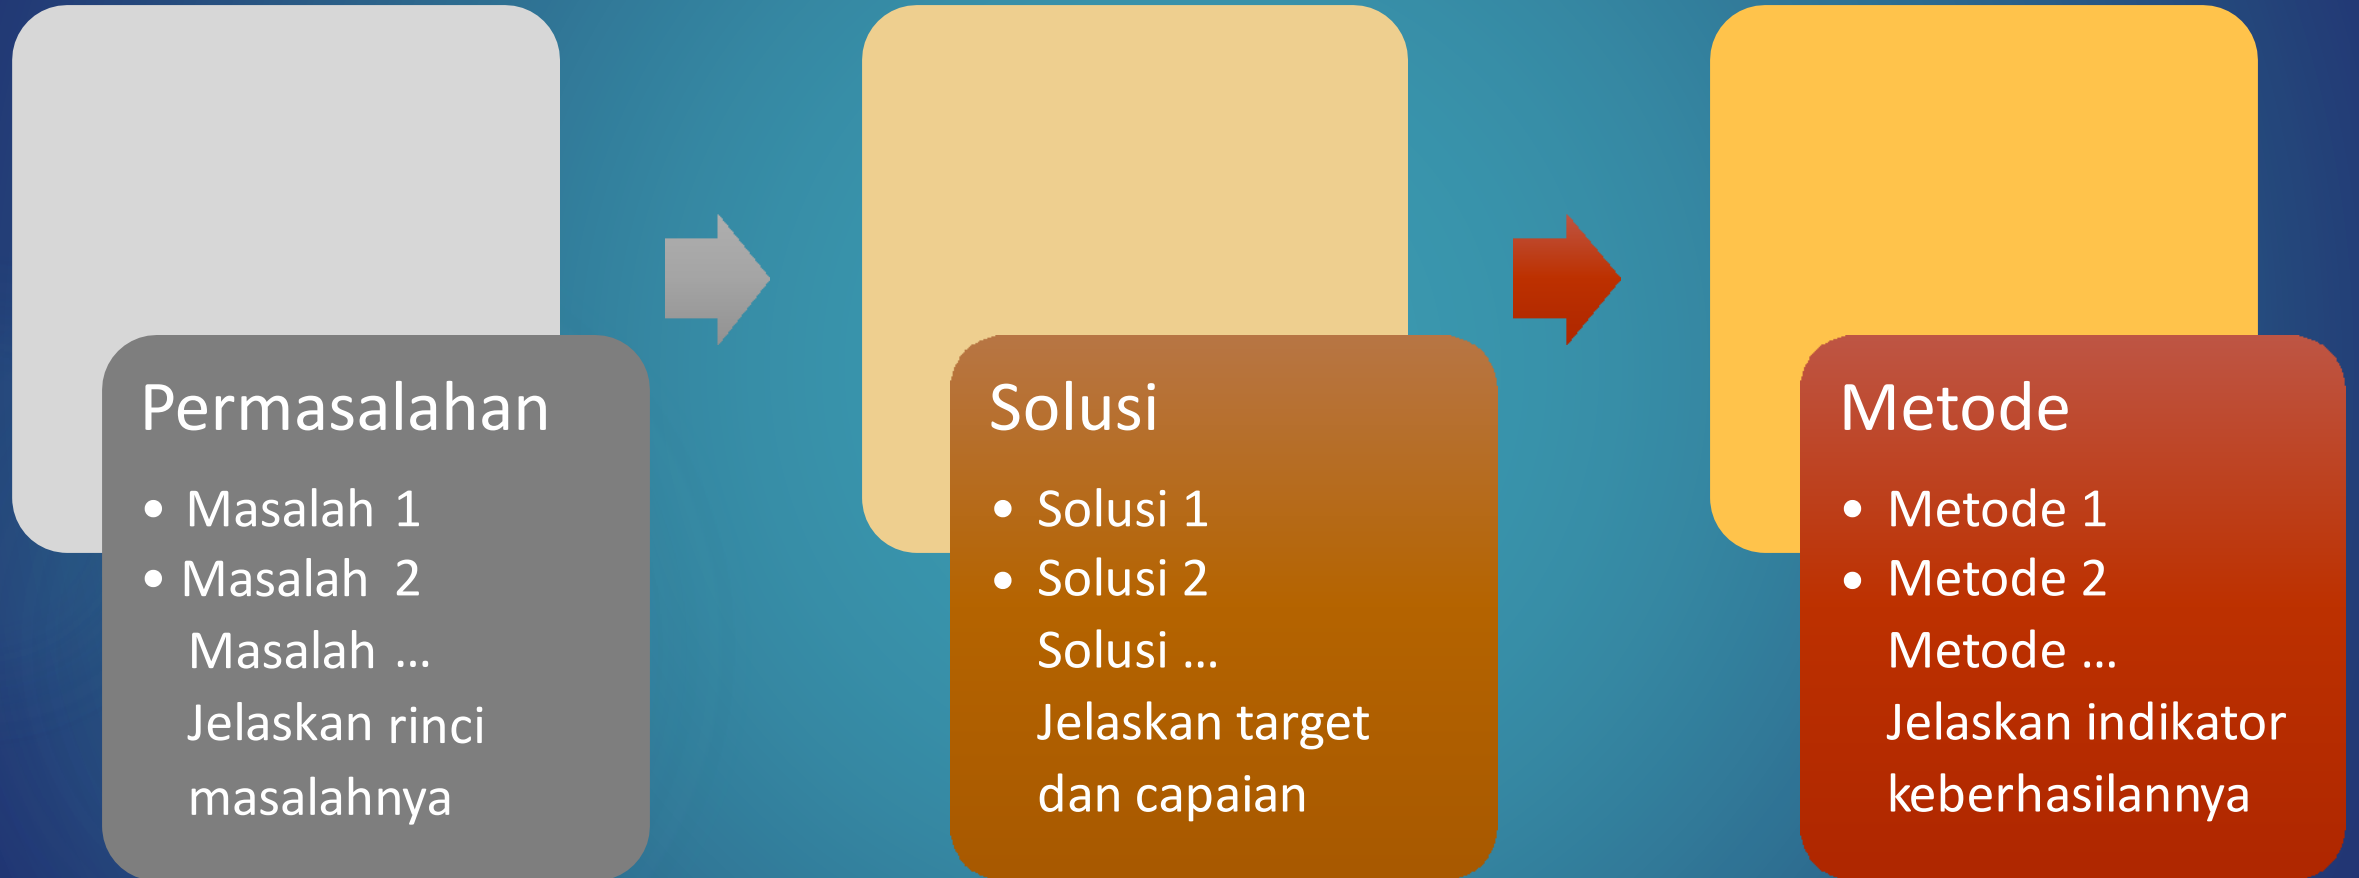 Permasalahan
• Masalah 1
• Masalah 2
Masalah ...
Jelaskan rinci
masalahnya
Solusi
• Solusi 1
• Solusi 2
Solusi ...
Jelaskan target
dan capaian
Metode
• Metode 1
• Metode 2
Metode ...
Jelaskan indikator
keberhasilannya